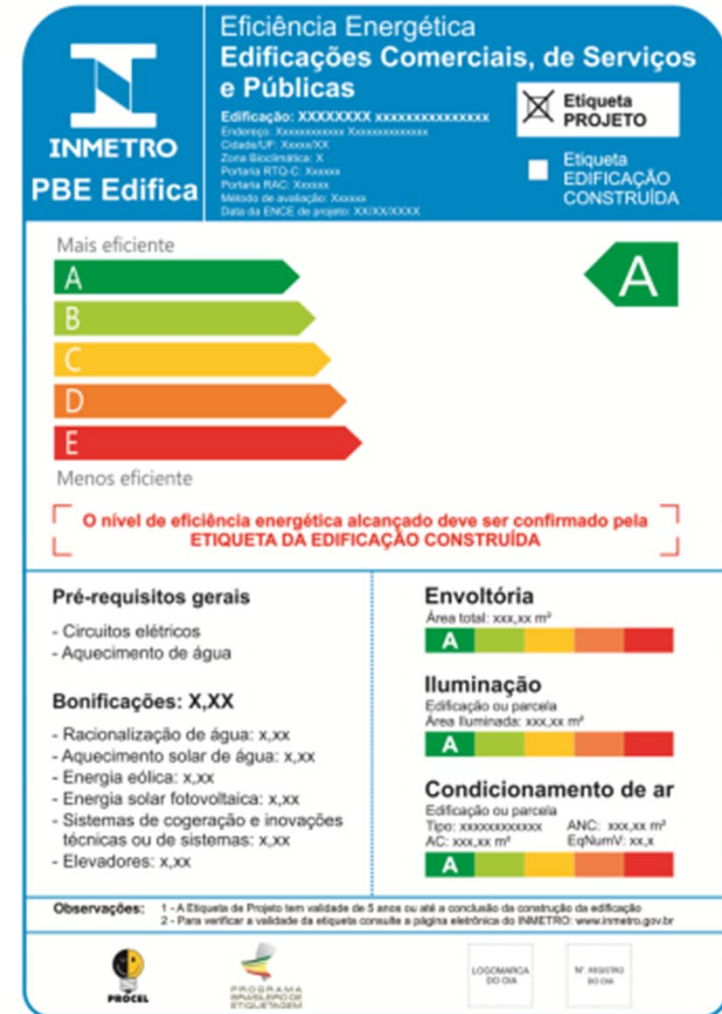 INMETRO
PBE Edifica
Eficiência Energética
Edificações Comerciais, de Serviços
e Públicas
Edificação: XXXXXXXX xxxxxxxxxxxxxxx
Endereço: Xxxxxxxxxxx Xxxxxxxxxxxxxx
Cidade/UF: Xxxxx/XX
Zona Bioclimática: X
Portaria RTQ-C: Xxxxxx
Portaria RAC: Xxxxxx
Método de avaliação: Xxxxxx
Data da ENCE de projeto: XX/XX/XXXX
Etiqueta
PROJETO
Etiqueta
EDIFICAÇÃO
CONSTRUÍDA
Mais eficiente
A
B
C
D
E
Menos eficiente
A
O nível de eficiência energética alcançado deve ser confirmado pela
ETIQUETA DA EDIFICAÇÃO CONSTRUÍDA
Pré-requisitos gerais
- Circuitos elétricos
- Aquecimento de água
Bonificações: X,XX
- Racionalização de água: x,xx
- Aquecimento solar de água: x,xx
- Energia eólica: x,xx
- Energia solar fotovoltaica: x,xx
- Sistemas de cogeração e inovações
técnicas ou de sistemas: x,xx
- Elevadores: x,xx
Envoltória
Área total: xxx,xx m²
A
Iluminação
Edificação ou parcela
Área Iluminada: xxx,xx m²
A
Condicionamento de ar
Edificação ou parcela
Tipo: xxxxxxxxxxxx ANC: xxx,xx m²
AC: xxx,xx m² EqNumV: xx,x
A
Observações: 1 - A Etiqueta de Projeto tem validade de 5 anos ou até a conclusão da construção da edificação
2 - Para verificar a validade da etiqueta consulte a página eletrônica do INMETRO: www.inmetro.gov.br
PROCEL
PROGRAMA
BRASILEIRO DE
ETIQUETAGEM
LOGOMARCA
DO OIA
Nº. REGISTRO
DO OIA